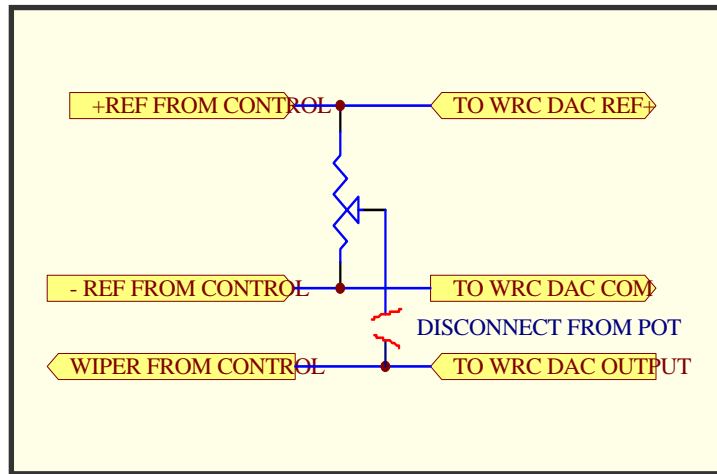 +REF FROM CONTROL
TO WRC DAC REF+
- REF FROM CONTROL
TO WRC DAC COM
DISCONNECT FROM POT
WIPER FROM CONTROL
TO WRC DAC OUTPUT